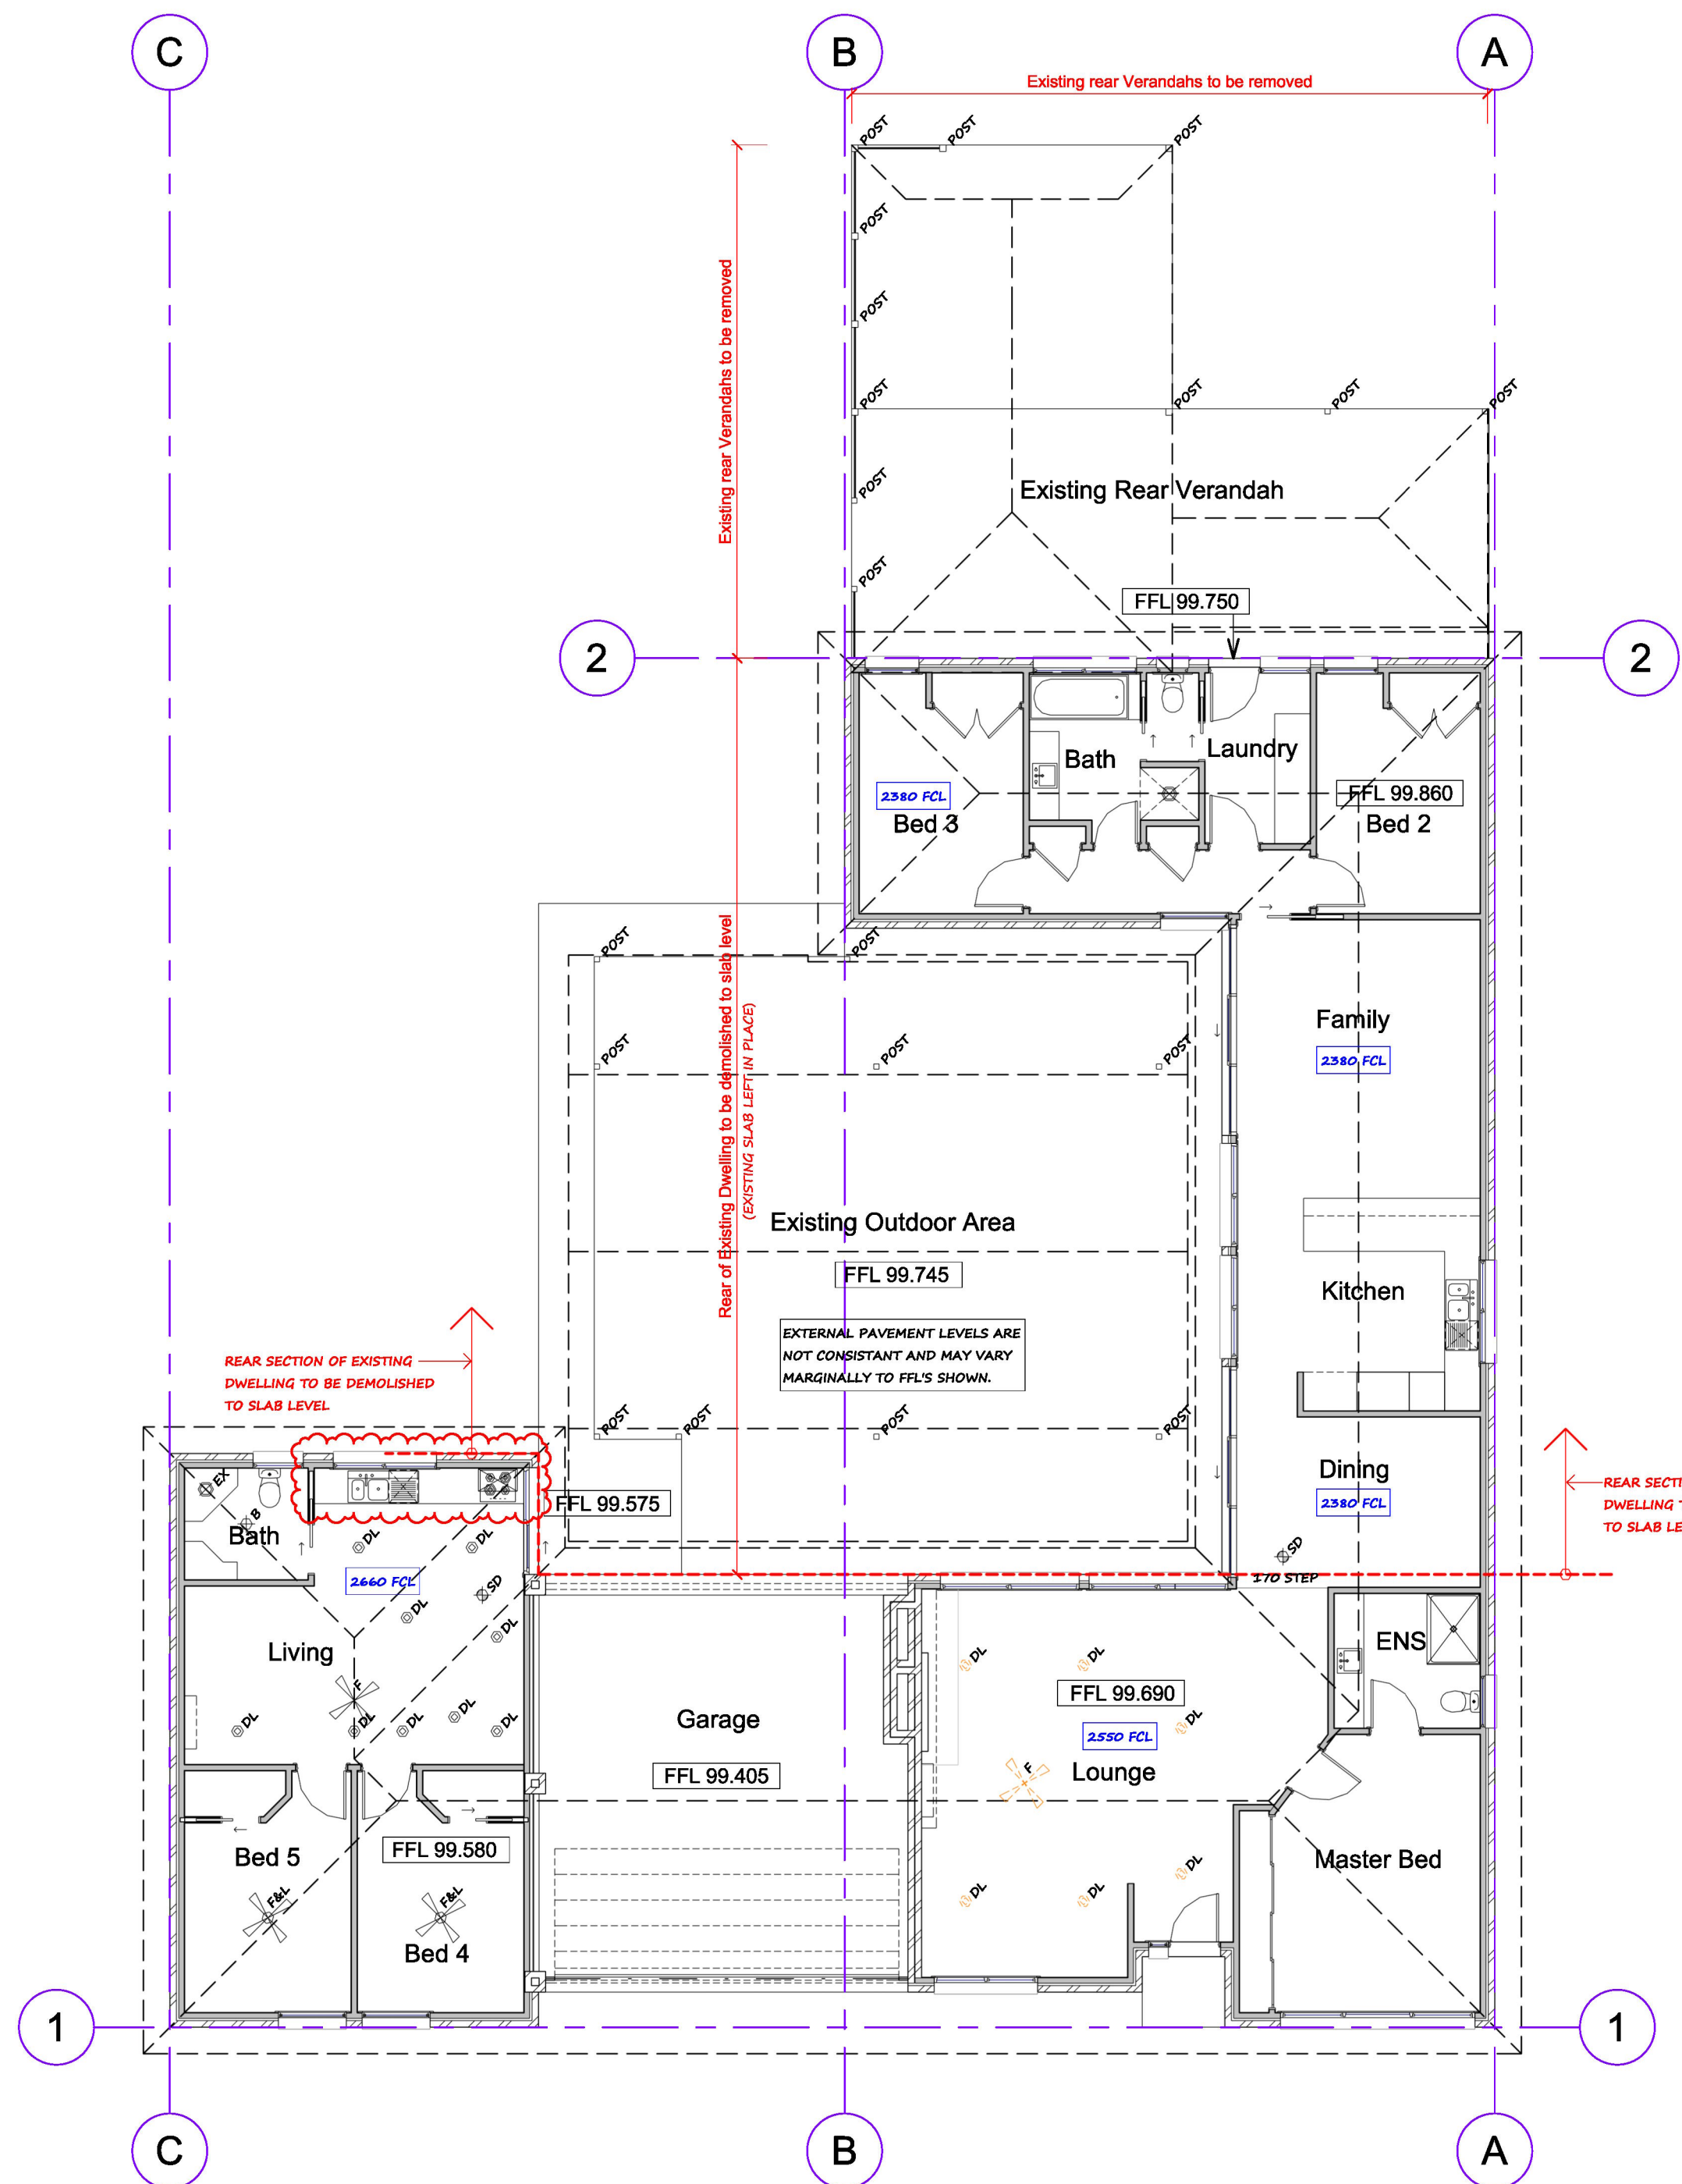 C
B
A
Existing rear Verandahs to be removed
POST
POST
POST
POST
Existing rear Verandahs to be removed
POST
POST
POST
POST
POST
POST
Existing Rear Verandah
POST
FFL 99.750
2
2
Bath
Laundry
2380 FCL
FFL 99.860
Bed 3
Bed 2
Rear of Existing Dwelling to be demolished to slab level
(EXISTING SLAB LEFT IN PLACE)
POST
POST
Family
2380 FCL
POST
POST
POST
Existing Outdoor Area
FFL 99.745
Kitchen
EXTERNAL PAVEMENT LEVELS ARE
NOT CONSISTANT AND MAY VARY
MARGINALLY TO FFL'S SHOWN.
REAR SECTION OF EXISTING
DWELLING TO BE DEMOLISHED
TO SLAB LEVEL
POST
POST
POST
POST
Dining
2380 FCL
REAR SECTI
DWELLING T
TO SLAB LE
EX
B
Bath
FFL 99.575
DL
DL
2660 FCL
SD
SD
170 STEP
DL
DL
Living
ENS
DL
DL
F
FFL 99.690
Garage
DL
DL
DL
DL
DL
DL
2550 FCL
FFL 99.405
F
Lounge
Bed 5
FFL 99.580
Master Bed
F&L
F&L
DL
DL
DL
Bed 4
1
1
C
B
A